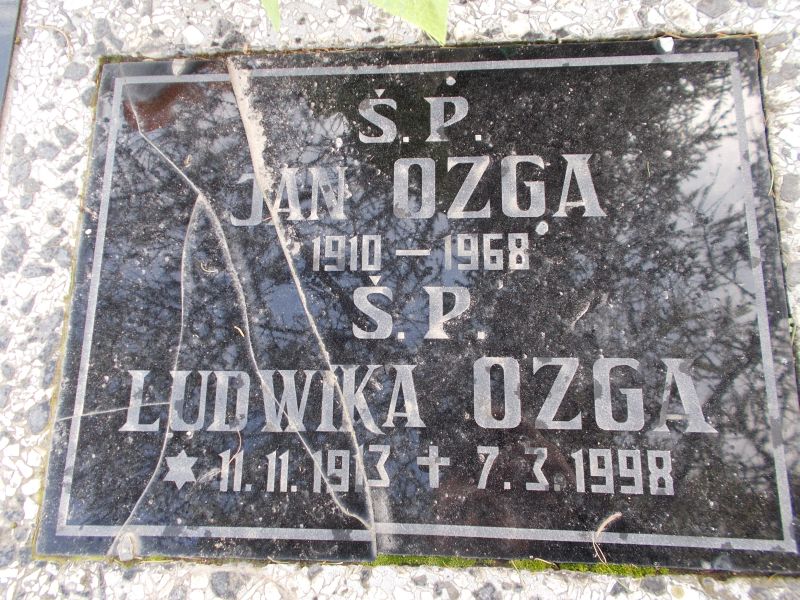 Ś.P.
JAN OZGA
1910 – 1968
Ś.P.
LUDWIKA OZGA
✶ 11.11.1913 ✝ 7.3.1998